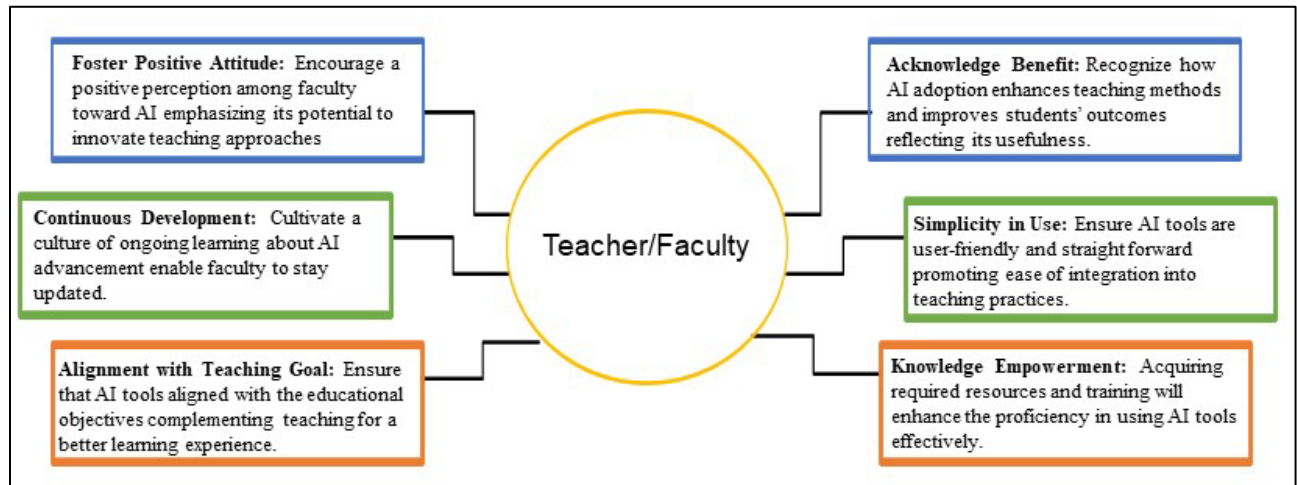 Foster Positive Attitude: Encourage a
positive perception among faculty
toward AI emphasizing its potential to
innovate teaching approaches
Continuous Development: Cultivate a
culture of ongoing learning about AI
advancement enable faculty to stay
updated.
Alignment with Teaching Goal: Ensure
that AI tools aligned with the educational
objectives complementing teaching for a
better learning experience.
Teacher/Faculty
Acknowledge Benefit: Recognize how
AI adoption enhances teaching methods
and improves students’ outcomes
reflecting its usefulness.
Simplicity in Use: Ensure AI tools are
user-friendly and straight forward
promoting ease of integration into
teaching practices.
Knowledge Empowerment: Acquiring
required resources and training will
enhance the proficiency in using AI tools
effectively.